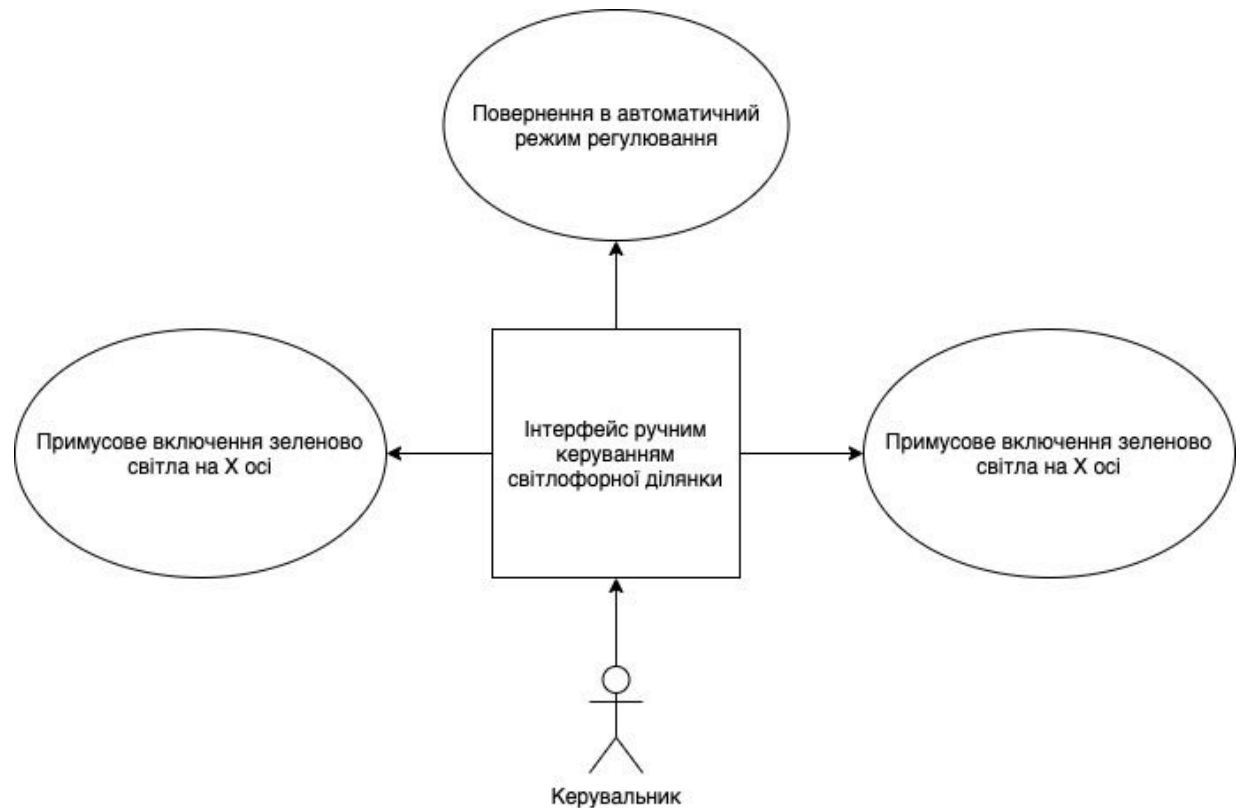 Повернення в автоматичний
режим регулювання
Примусове включення зеленово
світла на X осі
Інтерфейс ручним
керуванням
світлофорної ділянки
Примусове включення зеленово
світла на X осі
Керувальник